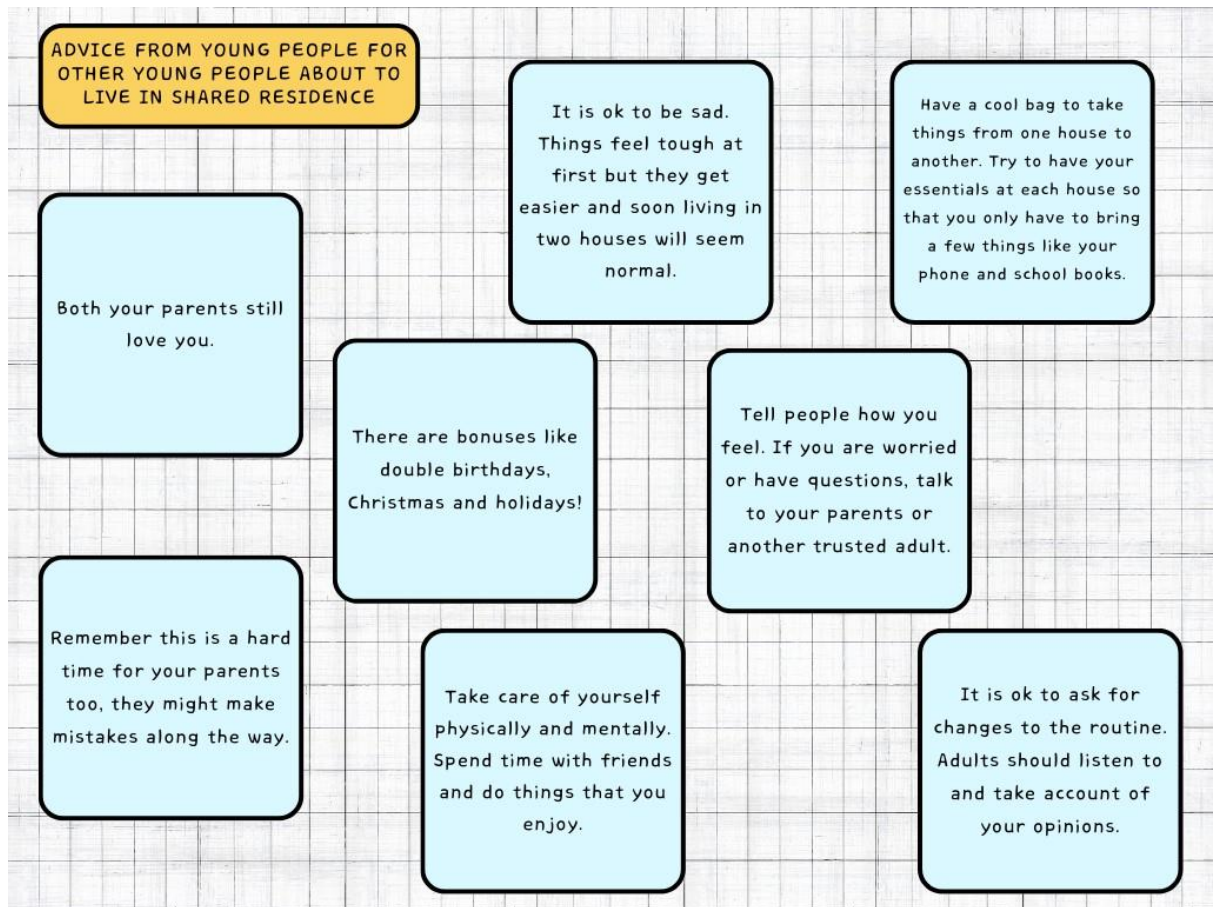 ADVICE FROM YOUNG PEOPLE FOR
OTHER YOUNG PEOPLE ABOUT TO
LIVE IN SHARED RESIDENCE
It is ok to be sad.
Things feel tough at
first but they get
easier and soon living in
two houses will seem
normal.
Have a cool bag to take
things from one house to
another. Try to have your
essentials at each house so
that you only have to bring
a few things like your
phone and school books.
Both your parents still
love you.
There are bonuses like
double birthdays,
Christmas and holidays!
Tell people how you
feel. If you are worried
or have questions, talk
to your parents or
another trusted adult.
Remember this is a hard
time for your parents
too, they might make
mistakes along the way.
Take care of yourself
physically and mentally.
Spend time with friends
and do things that you
enjoy.
It is ok to ask for
changes to the routine.
Adults should listen to
and take account of
your opinions.